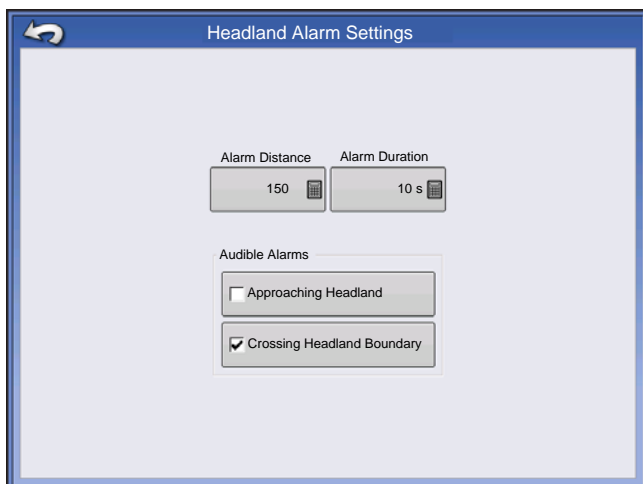 Headland Alarm Settings
Alarm Distance Alarm Duration
150 10 s
Audible Alarms
Approaching Headland
Crossing Headland Boundary